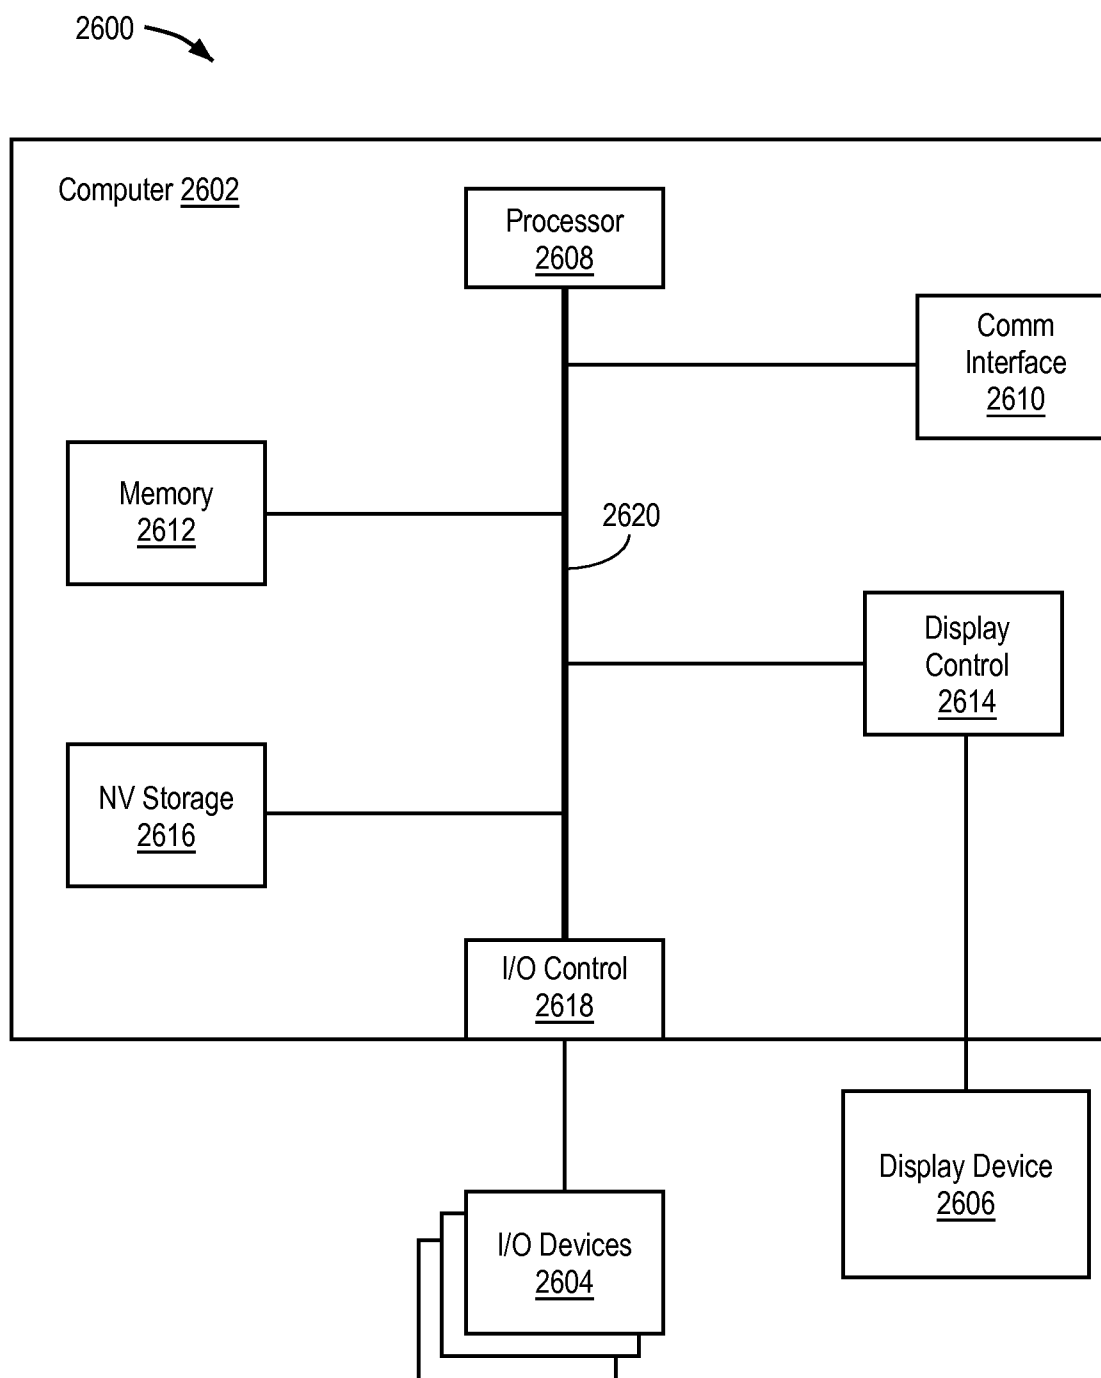 2600
Computer 2602
Processor
2608
Comm
Interface
2610
Memory
2612
2620
Display
Control
2614
NV Storage
2616
I/O Control
2618
Display Device
2606
I/O Devices
2604